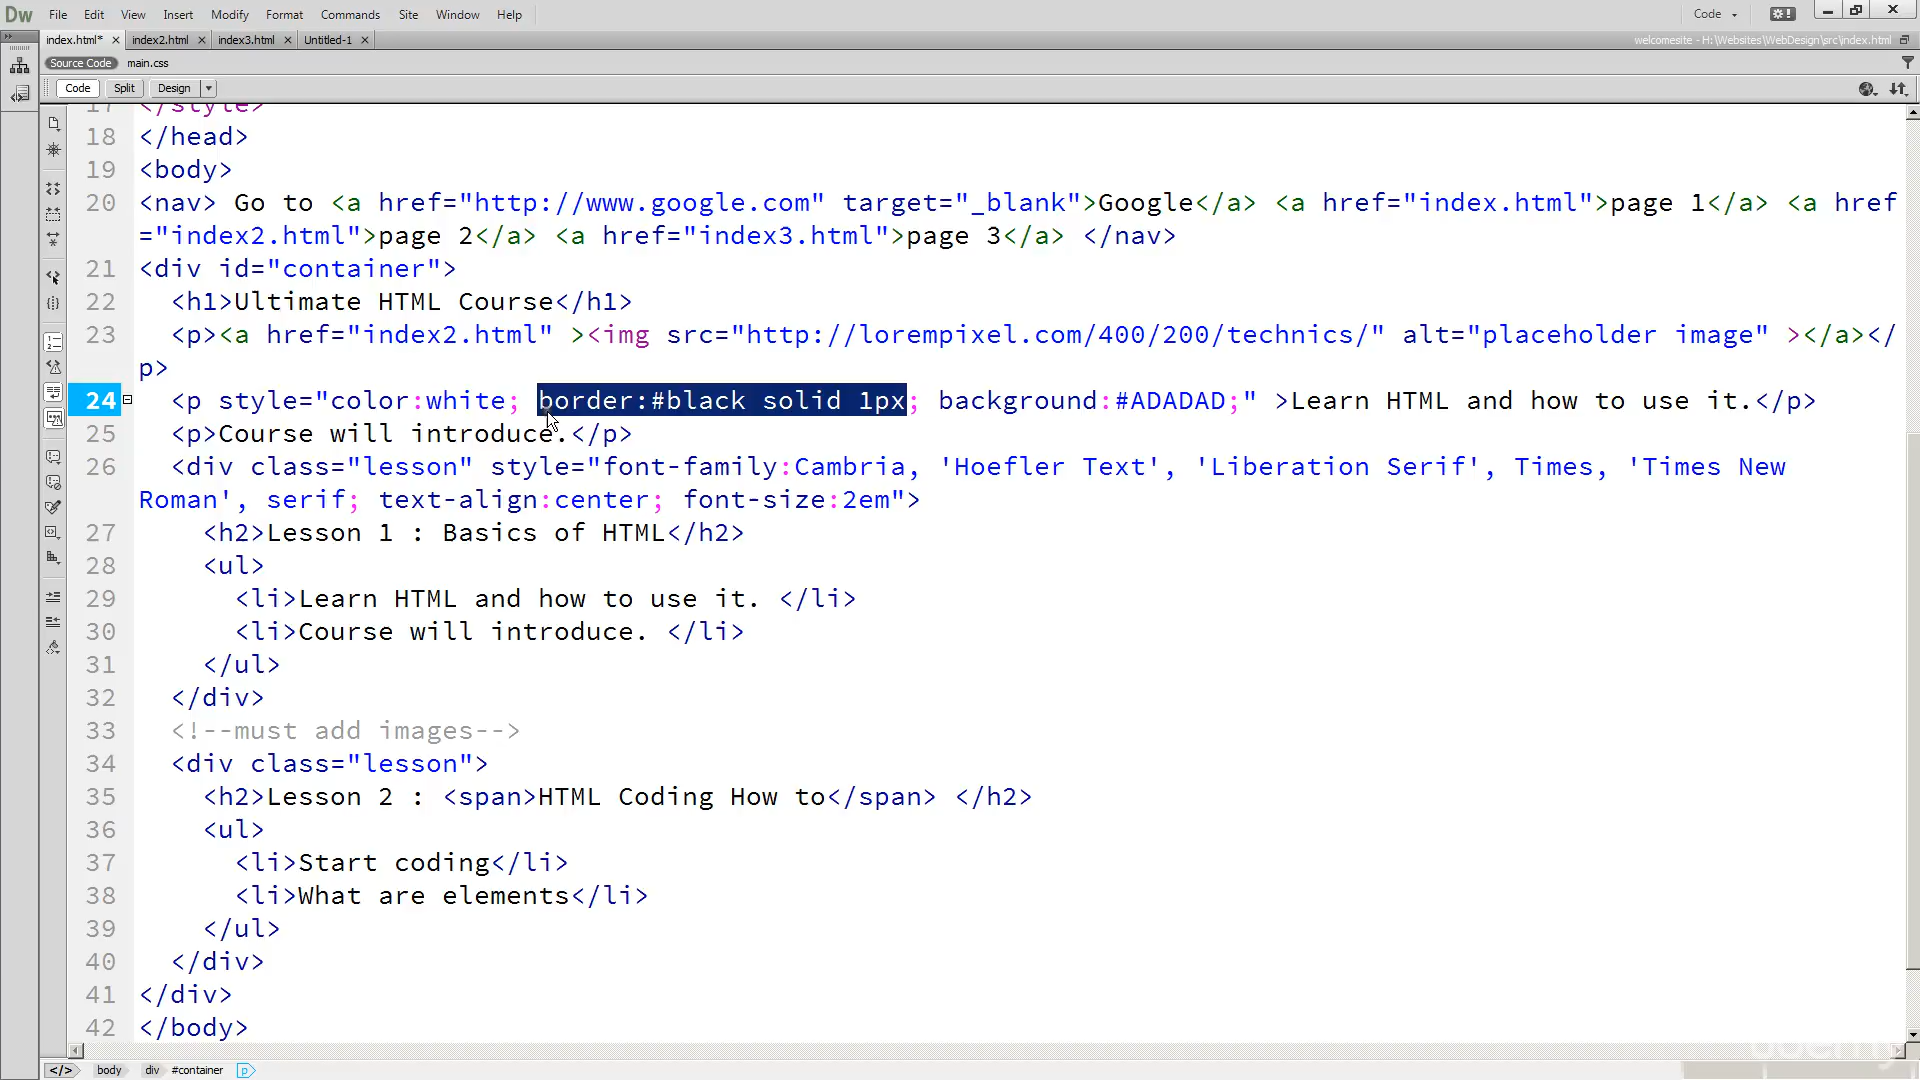 Dw File Edit View Insert Modify Format Commands Site Window Help Code
index.html* × index2.html × index3.html × Untitled-1 × welcomesite - H:\Websites\WebDesign\src\index.html
Source Code main.css
Code Split Design
17 </style>
18 </head>
19 <body>
20 <nav> Go to <a href="http://www.google.com" target="_blank">Google</a> <a href="index.html">page 1</a> <a href
="index2.html">page 2</a> <a href="index3.html">page 3</a> </nav>
21 <div id="container">
22 <h1>Ultimate HTML Course</h1>
23 <p><a href="index2.html" ><img src="http://lorempixel.com/400/200/technics/" alt="placeholder image" ></a></
p>
24 <p style="color:white; border:#black solid 1px; background:#ADADAD;" >Learn HTML and how to use it.</p>
25 <p>Course will introduce.</p>
26 <div class="lesson" style="font-family:Cambria, 'Hoefler Text', 'Liberation Serif', Times, 'Times New
Roman', serif; text-align:center; font-size:2em">
27 <h2>Lesson 1 : Basics of HTML</h2>
28 <ul>
29 <li>Learn HTML and how to use it. </li>
30 <li>Course will introduce. </li>
31 </ul>
32 </div>
33 <!--must add images-->
34 <div class="lesson">
35 <h2>Lesson 2 : <span>HTML Coding How to</span> </h2>
36 <ul>
37 <li>Start coding</li>
38 <li>What are elements</li>
39 </ul>
40 </div>
41 </div>
42 </body>
</> body div #container p